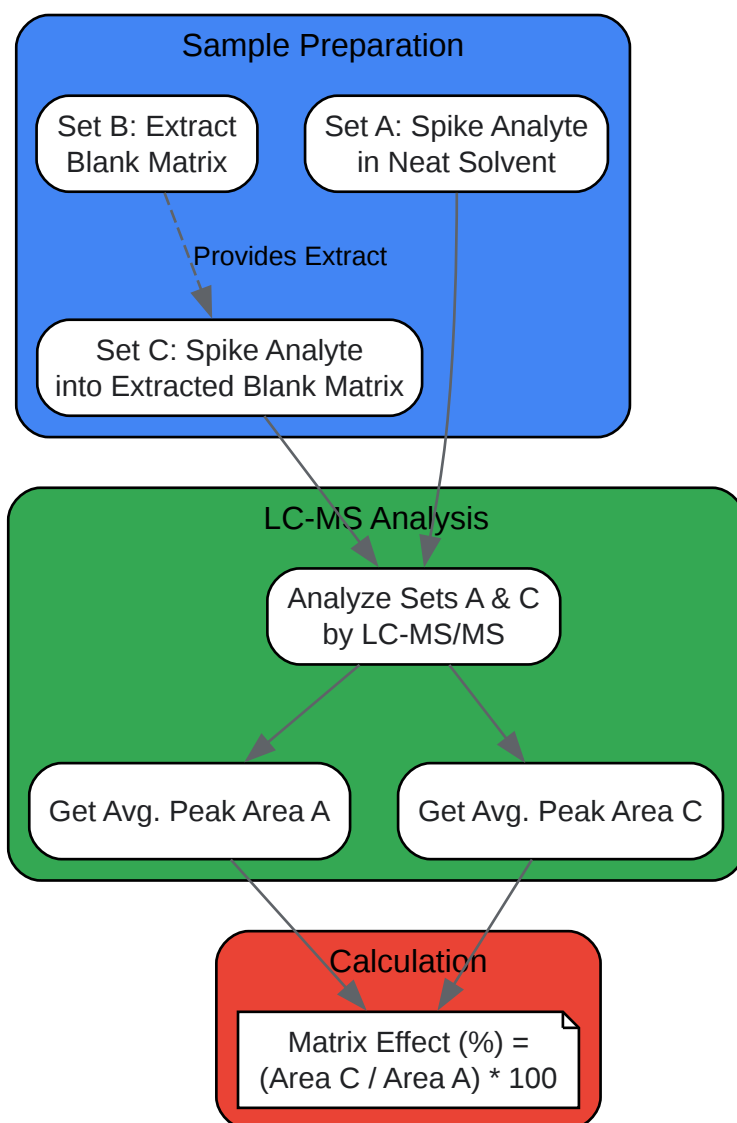 Sample Preparation
Set B: Extract
Blank Matrix
Set A: Spike Analyte
in Neat Solvent
Provides Extract
Set C: Spike Analyte
into Extracted Blank Matrix
LC-MS Analysis
Analyze Sets A & C
by LC-MS/MS
Get Avg. Peak Area A
Get Avg. Peak Area C
Calculation
Matrix Effect (%) =
(Area C / Area A) * 100